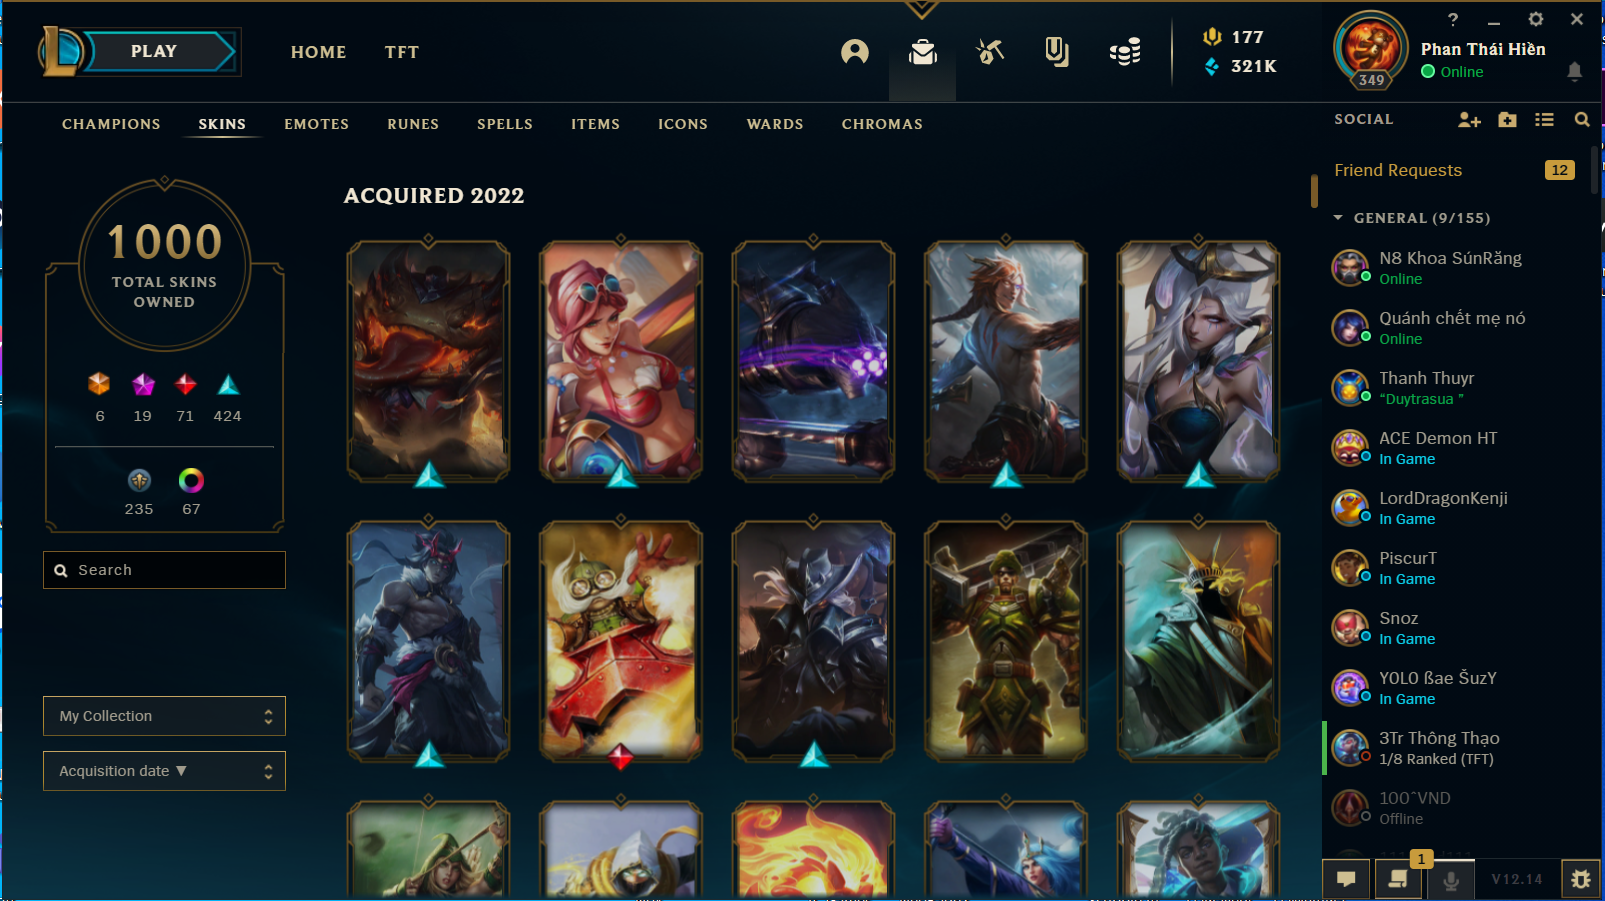 PLAY
HOME
TFT
177
321K
349
?
Phan Thái Hiền
Online
CHAMPIONS
SKINS
EMOTES
RUNES
SPELLS
ITEMS
ICONS
WARDS
CHROMAS
1000
TOTAL SKINS
OWNED
6
19
71
424
235
67
Search
My Collection
Acquisition date ▼
ACQUIRED 2022
SOCIAL
Friend Requests
12
GENERAL (9/155)
N8 Khoa SúnRăng
Online
Quánh chết mẹ nó
Online
Thanh Thuyr
“Duytrasua ”
ACE Demon HT
In Game
LordDragonKenji
In Game
PiscurT
In Game
Snoz
In Game
YOLO ßae ŠuzY
In Game
3Tr Thông Thạo
1/8 Ranked (TFT)
100ˆVND
Offline
1
V12.14